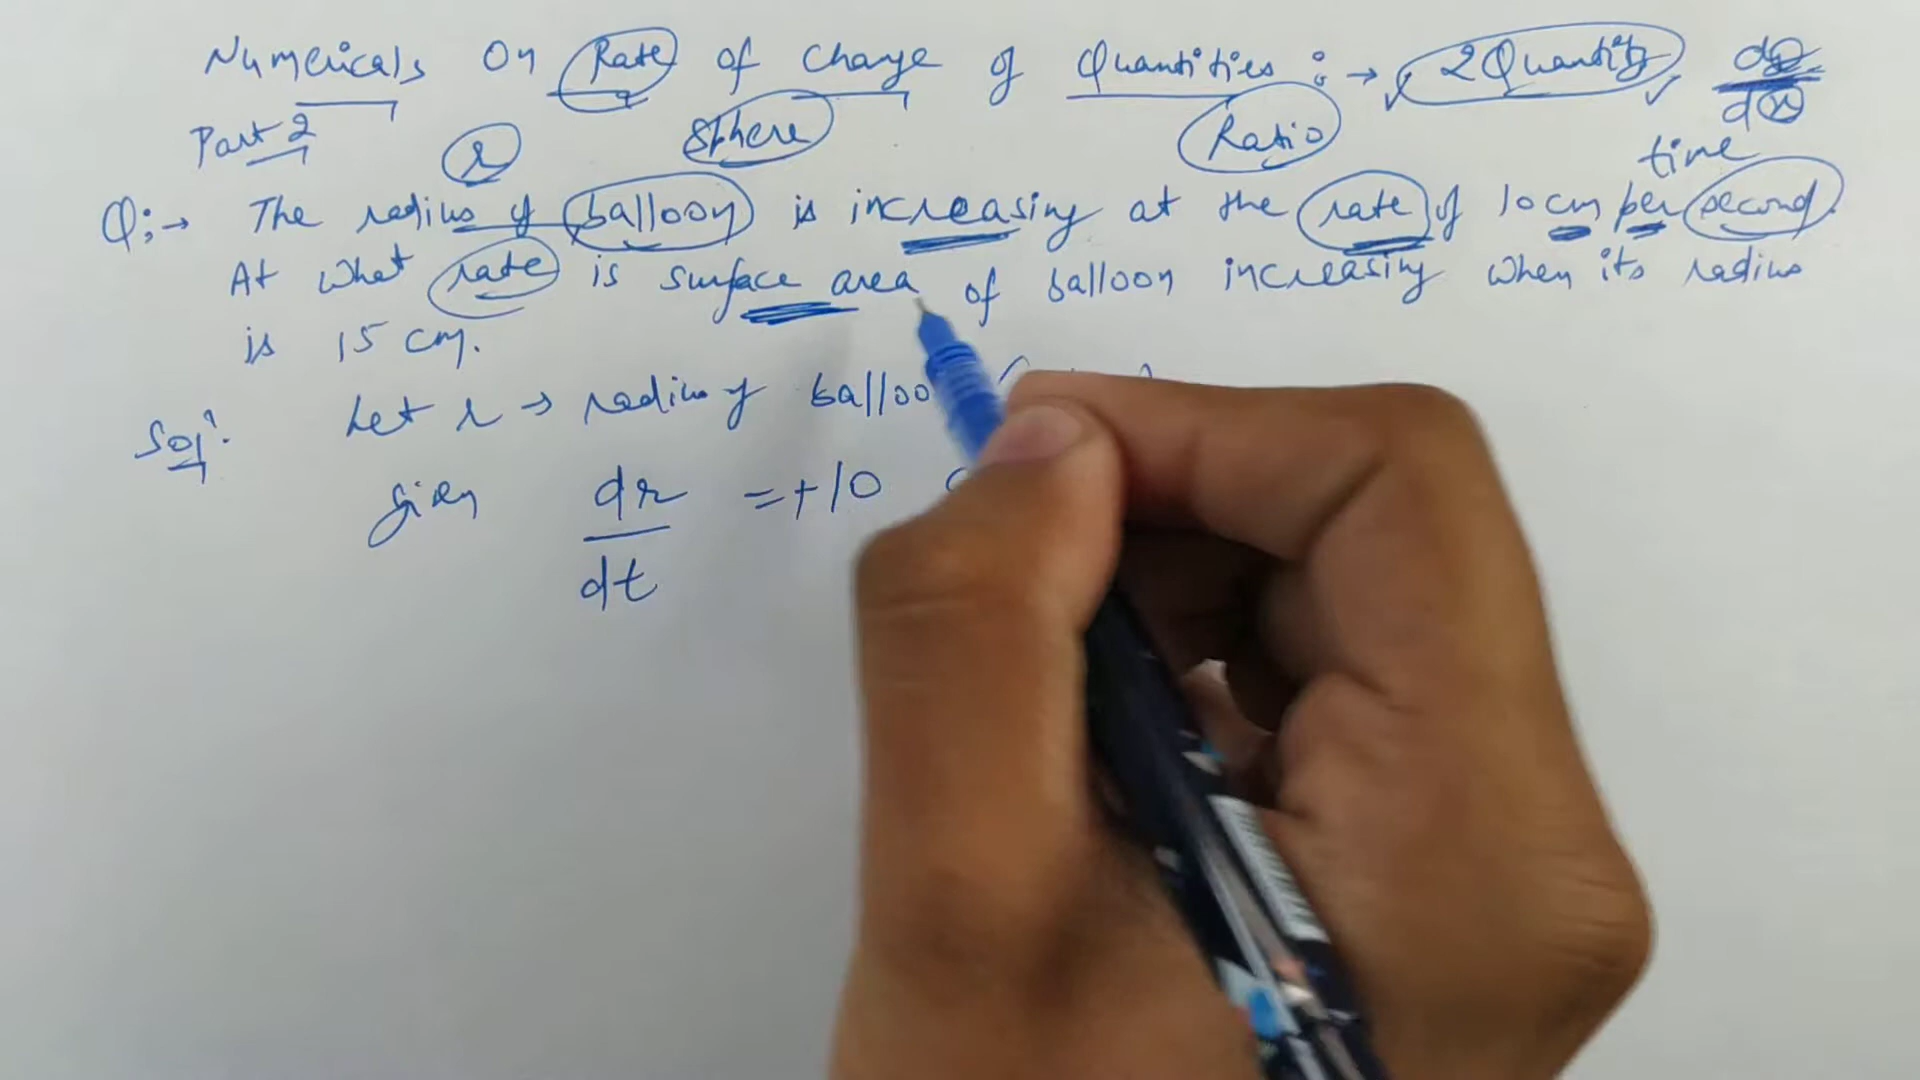 Numericals On Rate of Change of Quantities :→ 2 Quantity dQ/dx
Part 2 r Sphere Ratio time
Q:→ The radius of balloon is increasing at the rate of 10 cm per second.
At what rate is surface area of balloon increasing when its radius
is 15 cm.
Sol: Let r → radius of balloo
given dr/dt = +10